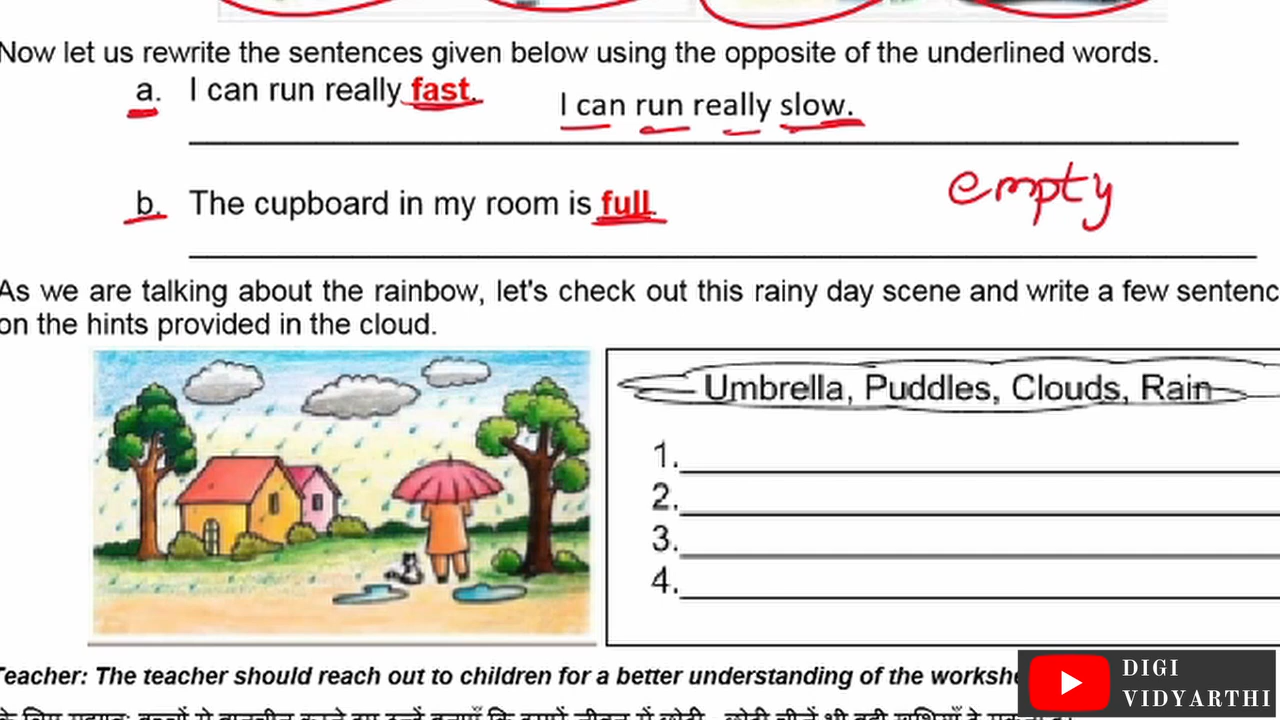 Now let us rewrite the sentences given below using the opposite of the underlined words.
a. I can run really fast.
I can run really slow.
b. The cupboard in my room is full.
empty
As we are talking about the rainbow, let's check out this rainy day scene and write a few sentenc
on the hints provided in the cloud.
Umbrella, Puddles, Clouds, Rain
1.
2.
3.
4.
Teacher: The teacher should reach out to children for a better understanding of the workshe
DIGI
VIDYARTHI